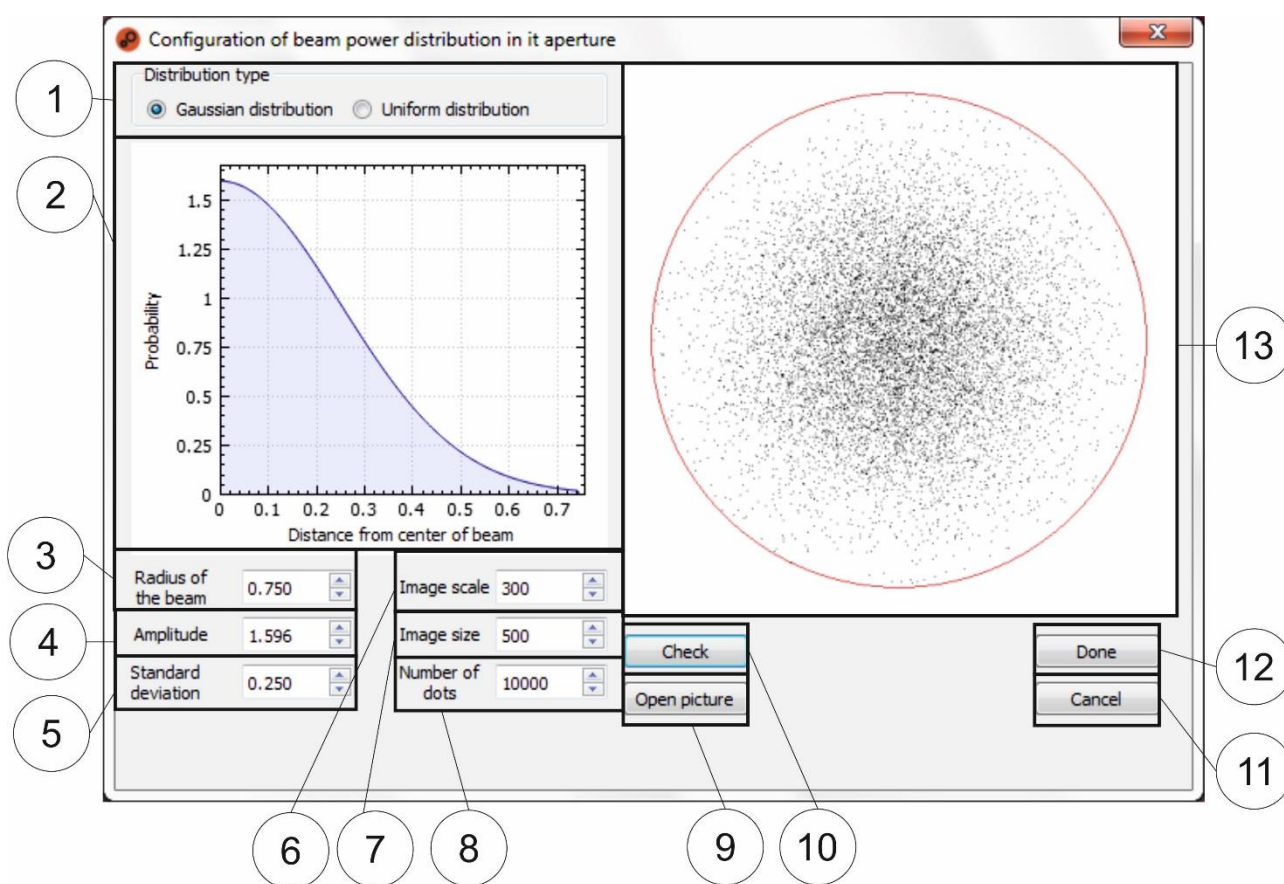 Configuration of beam power distribution in it aperture
X
Distribution type
Gaussian distribution Uniform distribution
1
2
Probability
1.5
1.25
1
0.75
0.5
0.25
0
0 0.1 0.2 0.3 0.4 0.5 0.6 0.7
Distance from center of beam
13
3
Radius of
the beam
0.750
Image scale 300
4
Amplitude 1.596
Image size 500
Check
Done
12
5
Standard
deviation
0.250
Number of
dots
10000
Open picture
Cancel
11
6 7 8 9 10